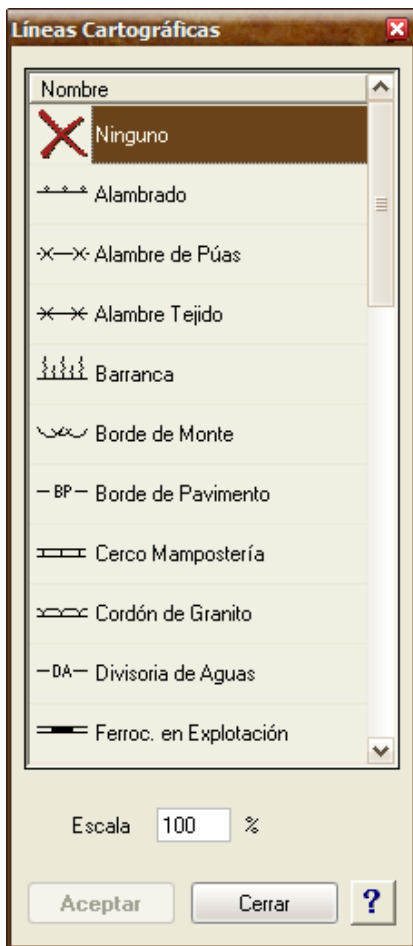 Líneas Cartográficas
Nombre
Ninguno
Alambrado
Alambre de Púas
Alambre Tejido
Barranca
Borde de Monte
BP Borde de Pavimento
Cerco Mampostería
Cordón de Granito
DA Divisoria de Aguas
Ferroc. en Explotación
Escala 100 %
Aceptar Cerrar ?